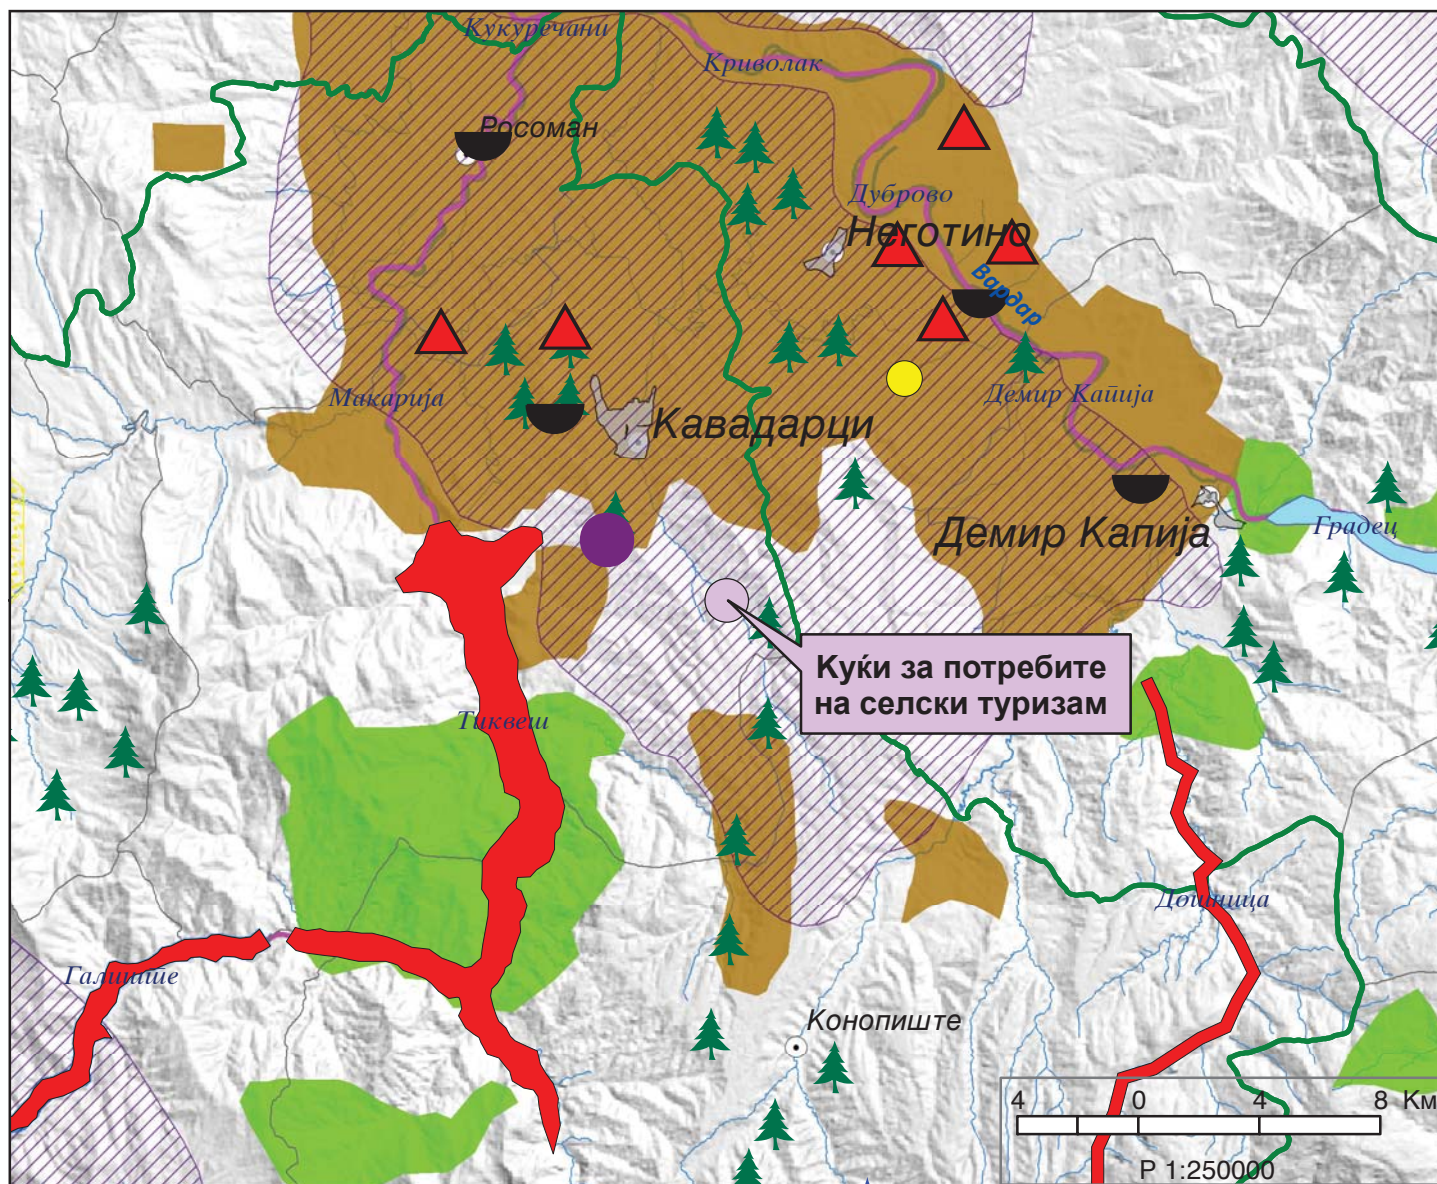 Кукуречани
Криволак
Росоман
Дуброво
Неготино
Вардар
Макарија
Демир Капија
Кавадарци
Градец
Демир Капија
Куќи за потребите
на селски туризам
Тиквеш
Дошница
Галиште
Конопиште
4 0 4 8 Км
Р 1:250000